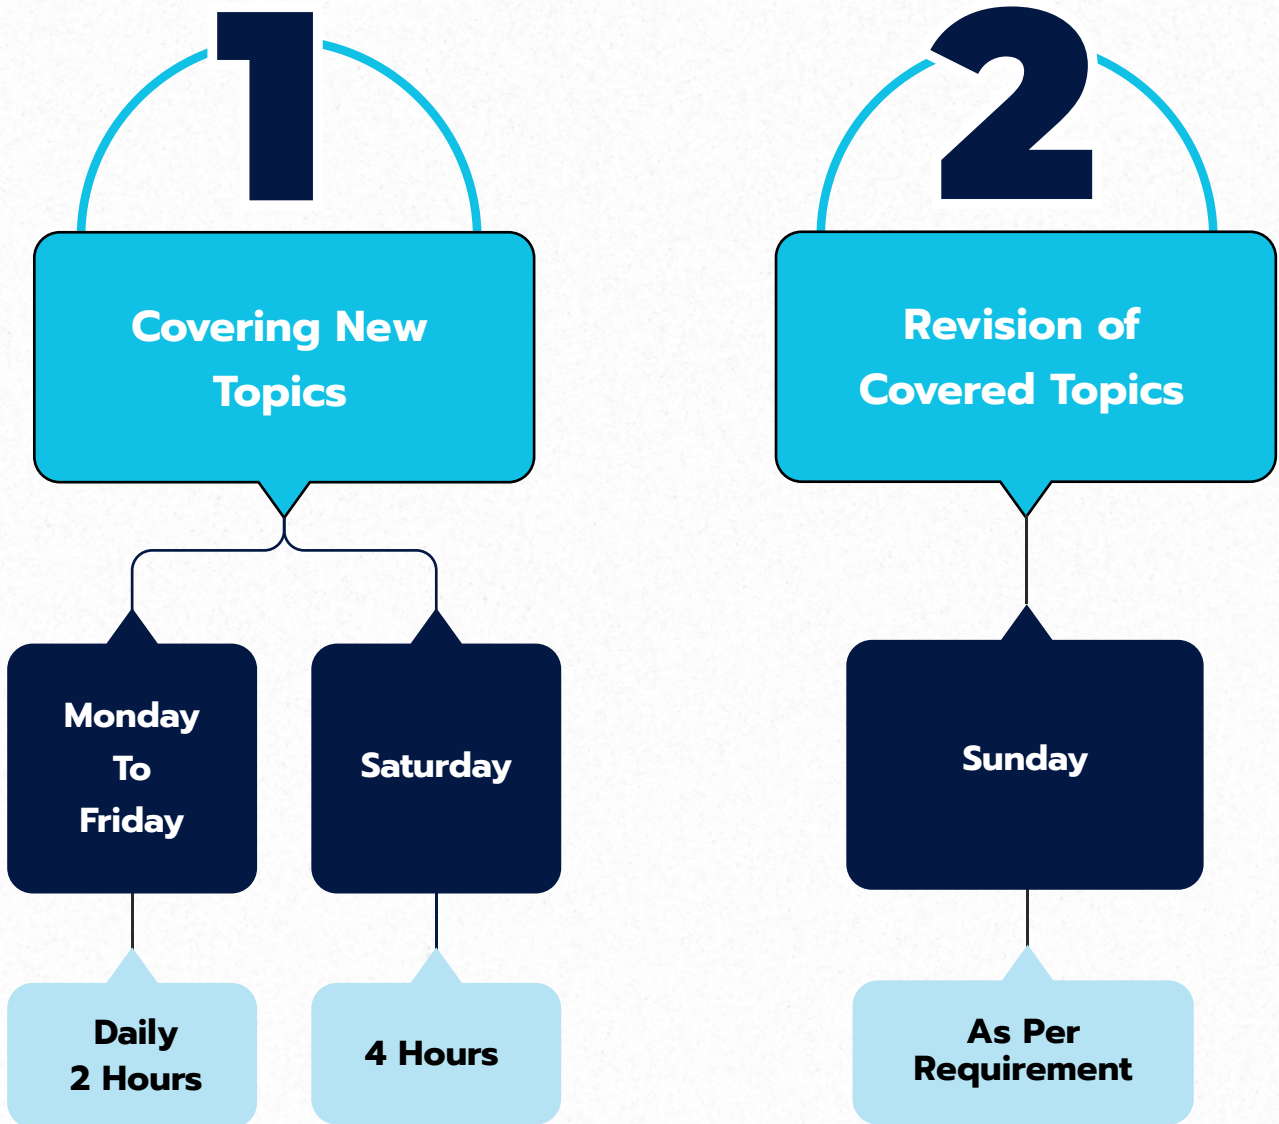 1
Covering New
Topics
Monday
To
Friday
Daily
2 Hours
Saturday
4 Hours
2
Revision of
Covered Topics
Sunday
As Per
Requirement